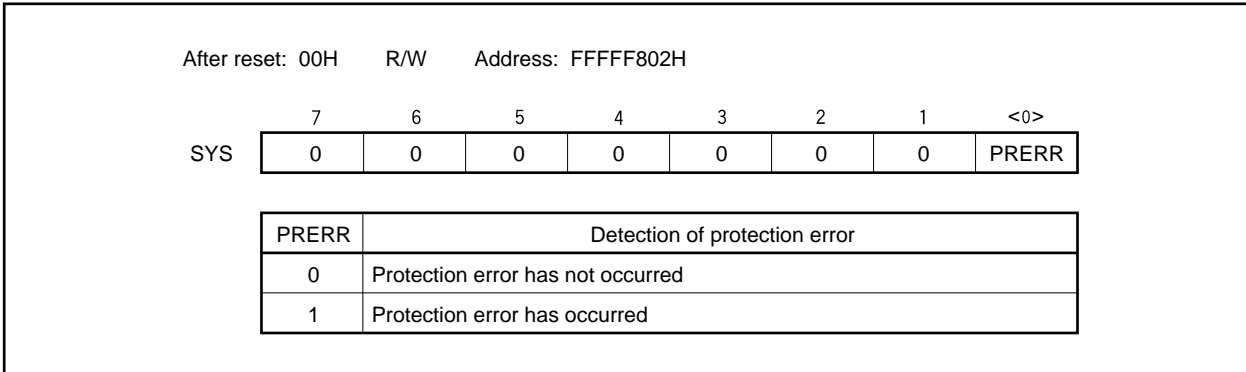 After reset: 00H R/W Address: FFFFF802H
7 6 5 4 3 2 1 <0>
SYS 0 0 0 0 0 0 0 PRERR
PRERR Detection of protection error
0 Protection error has not occurred
1 Protection error has occurred